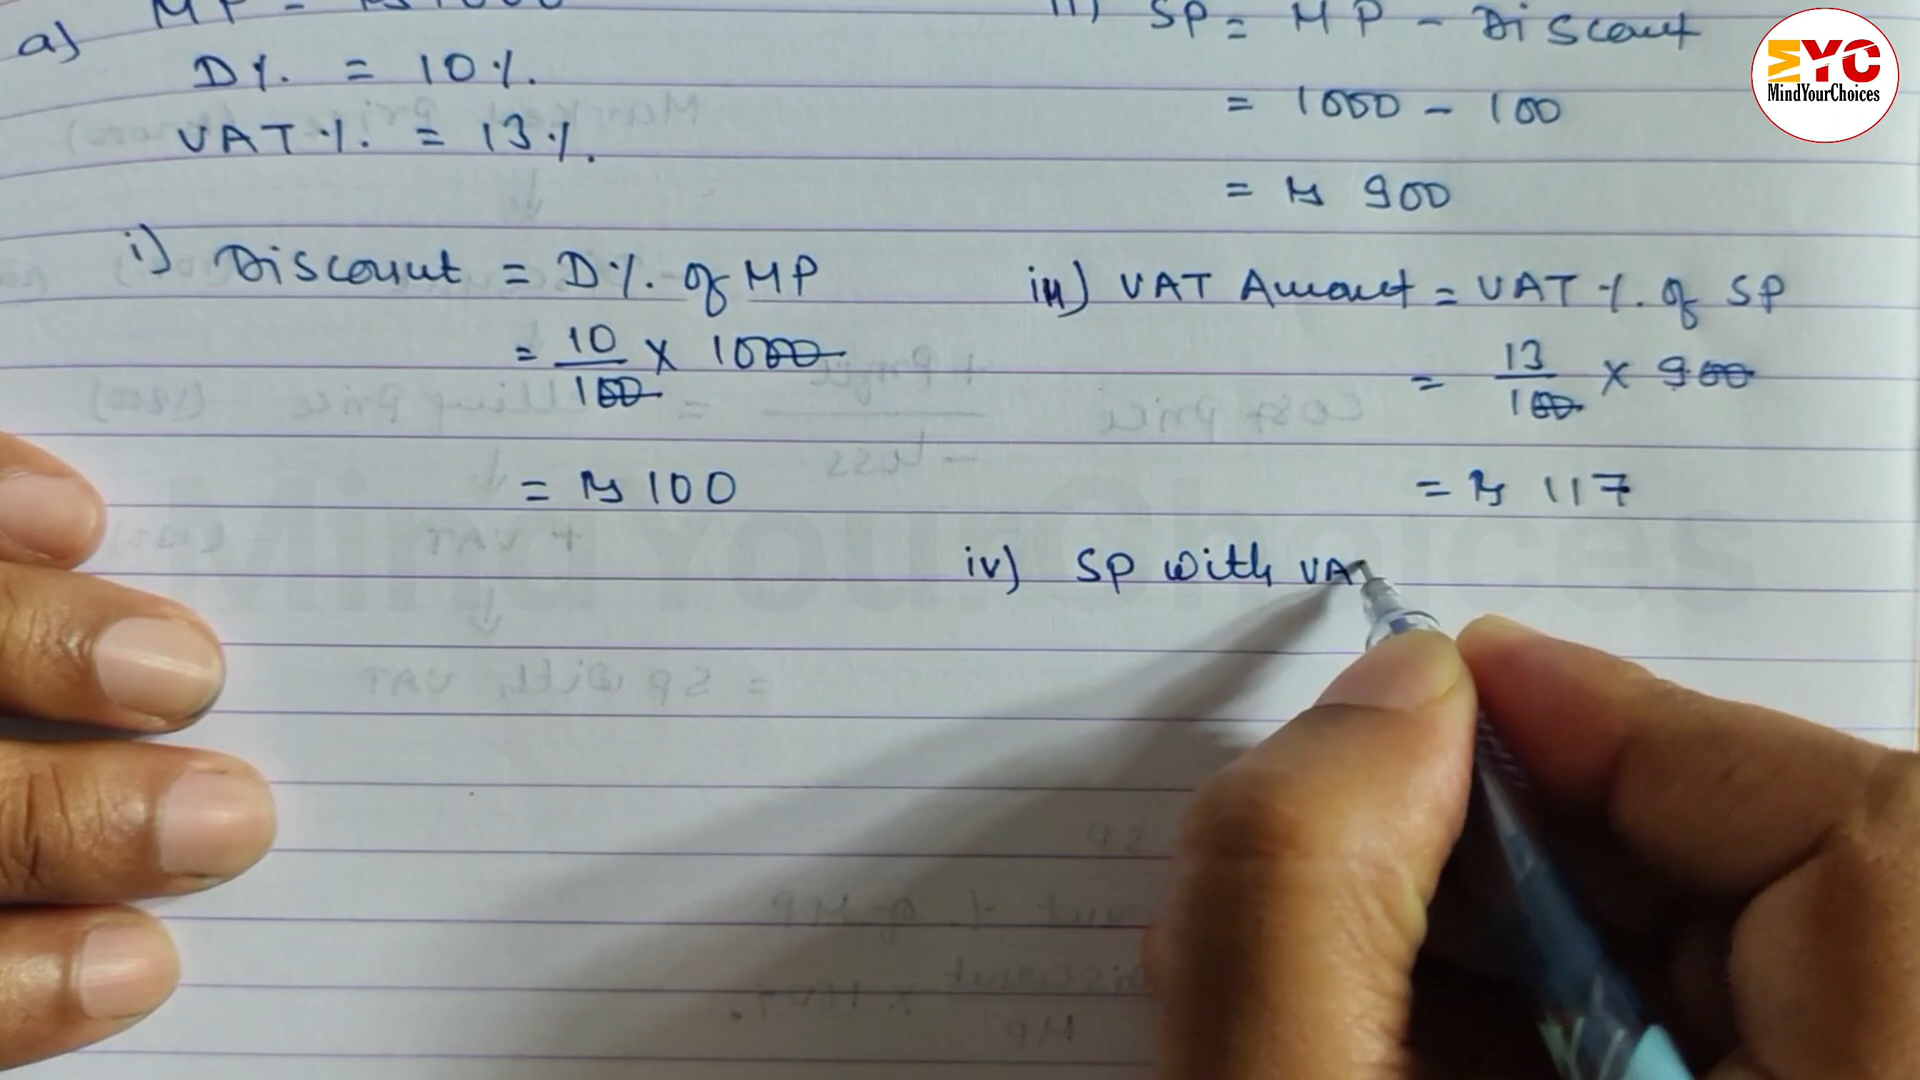 a) MP = Rs 1000
D%. = 10%.
VAT%. = 13%.
i) Discount = D%. of MP
= 10/100 x 1000
= Rs 100
ii) SP = MP - Discount
= 1000 - 100
= Rs 900
iii) VAT Amount = VAT %. of SP
= 13/100 x 900
= Rs 117
iv) SP with VA
MYC
MindYourChoices
Mind YourChoices